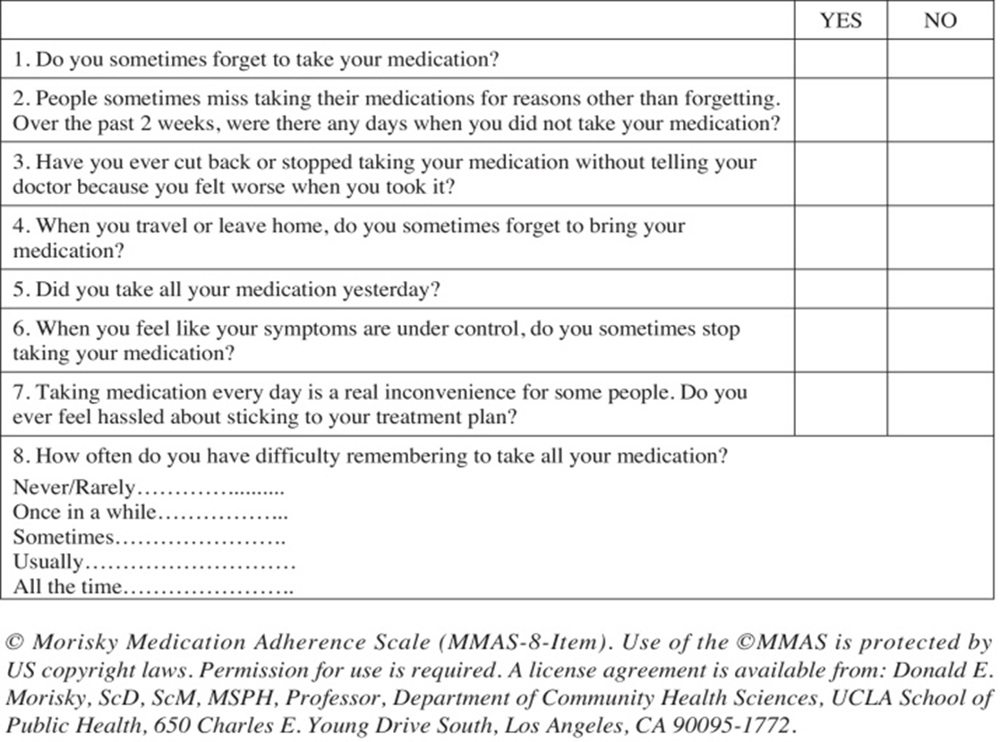 YES NO
1. Do you sometimes forget to take your medication?
2. People sometimes miss taking their medications for reasons other than forgetting.
Over the past 2 weeks, were there any days when you did not take your medication?
3. Have you ever cut back or stopped taking your medication without telling your
doctor because you felt worse when you took it?
4. When you travel or leave home, do you sometimes forget to bring your
medication?
5. Did you take all your medication yesterday?
6. When you feel like your symptoms are under control, do you sometimes stop
taking your medication?
7. Taking medication every day is a real inconvenience for some people. Do you
ever feel hassled about sticking to your treatment plan?
8. How often do you have difficulty remembering to take all your medication?
Never/Rarely…………..........
Once in a while………………..
Sometimes………………….
Usually……………………
All the time…………………..
© Morisky Medication Adherence Scale (MMAS-8-Item). Use of the ©MMAS is protected by
US copyright laws. Permission for use is required. A license agreement is available from: Donald E.
Morisky, ScD, ScM, MSPH, Professor, Department of Community Health Sciences, UCLA School of
Public Health, 650 Charles E. Young Drive South, Los Angeles, CA 90095-1772.